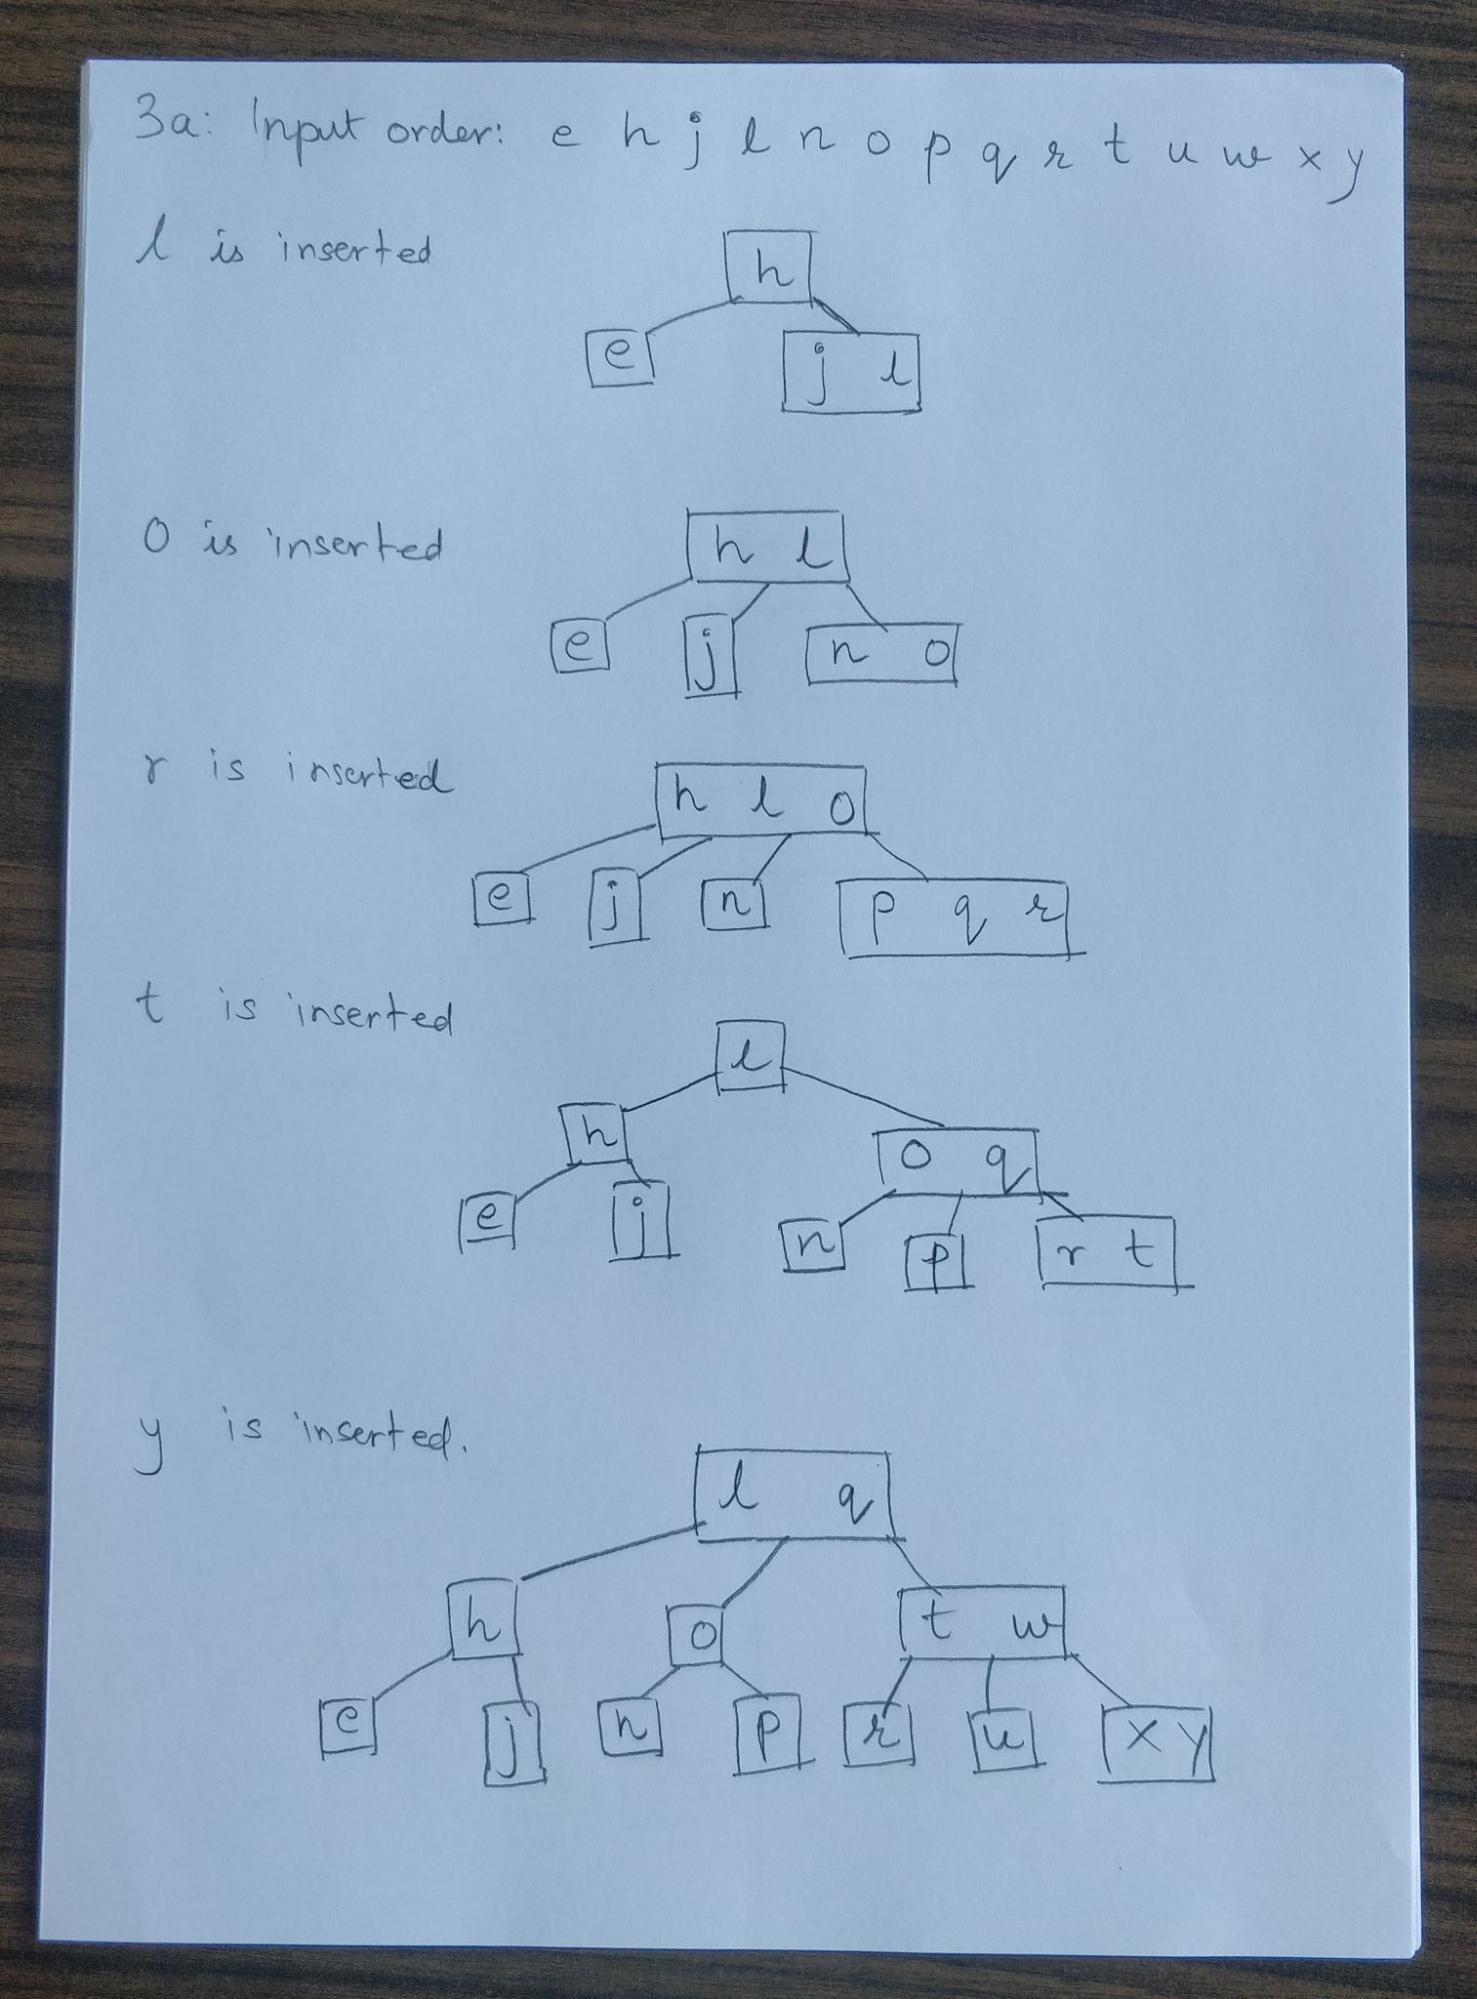 3a: Input order: e h j l n o p q r t u w x y
l is inserted
h
e j l
O is inserted
h l
e j n o
r is inserted
h l o
e j n p q r
t is inserted
l
h o q
e j n p r t
y is inserted.
l q
h o t w
e j n p r u x y